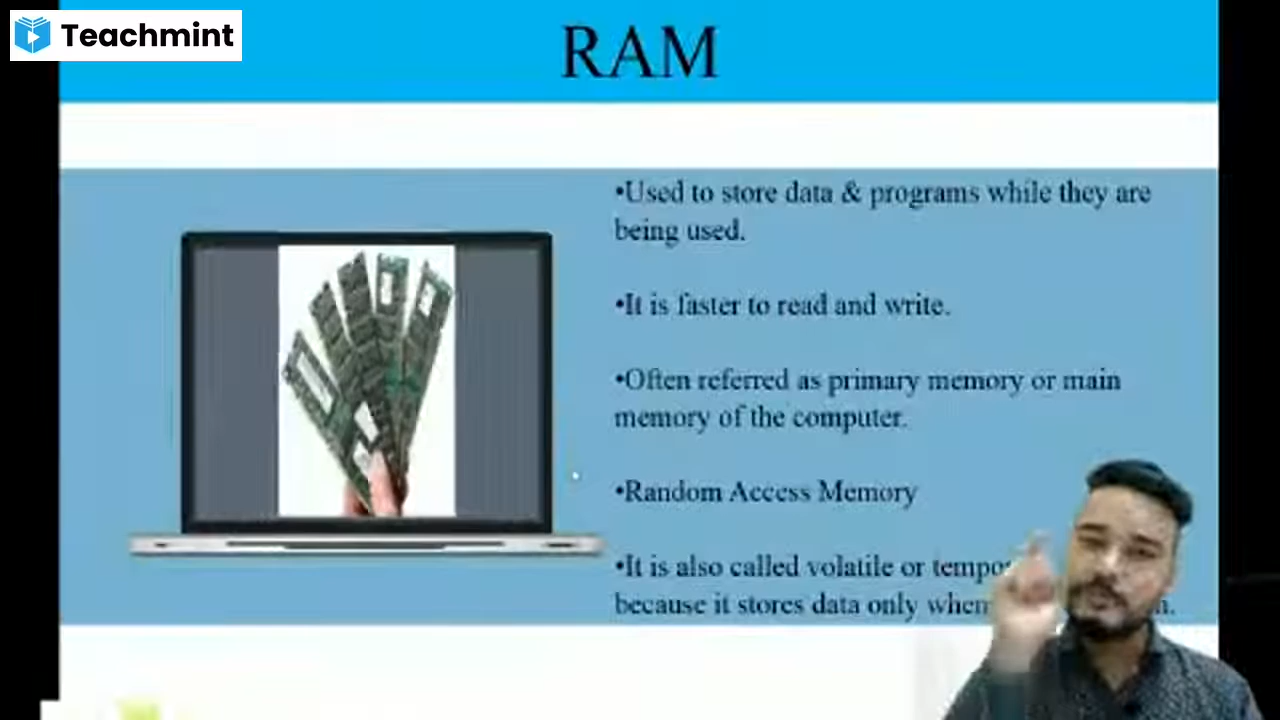 Teachmint
RAM
•Used to store data & programs while they are
being used.
•It is faster to read and write.
•Often referred as primary memory or main
memory of the computer.
•Random Access Memory
•It is also called volatile or
because it stores data only when